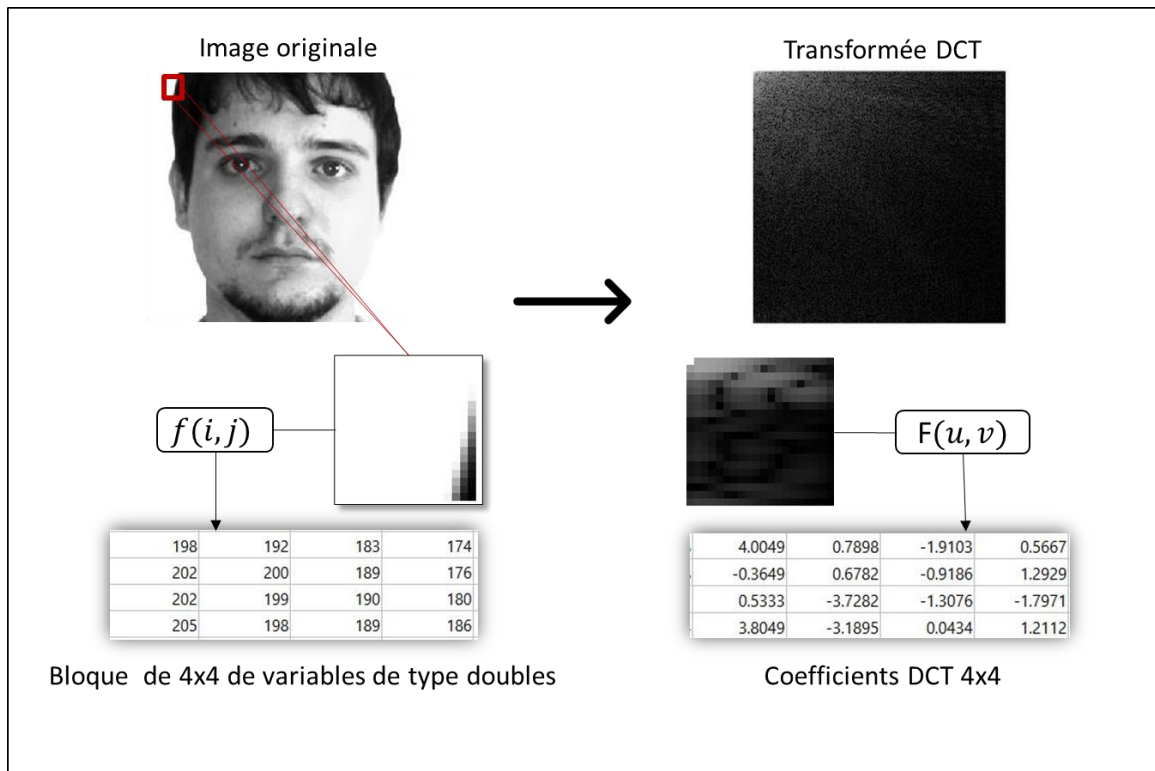 Image originale
Transformée DCT
f(i,j)
F(u,v)
198 192 183 174
202 200 189 176
202 199 190 180
205 198 189 186
4.0049 0.7898 -1.9103 0.5667
-0.3649 0.6782 -0.9186 1.2929
0.5333 -3.7282 -1.3076 -1.7971
3.8049 -3.1895 0.0434 1.2112
Bloque de 4x4 de variables de type doubles
Coefficients DCT 4x4